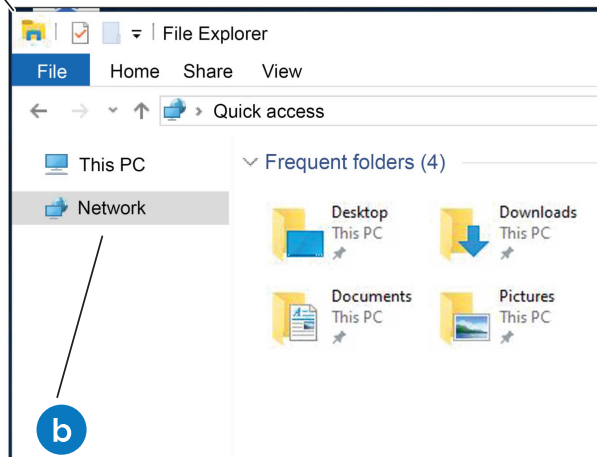 File Explorer
File Home Share View
Quick access
This PC
Frequent folders (4)
Network
Desktop
This PC
Downloads
This PC
Documents
This PC
Pictures
This PC
b